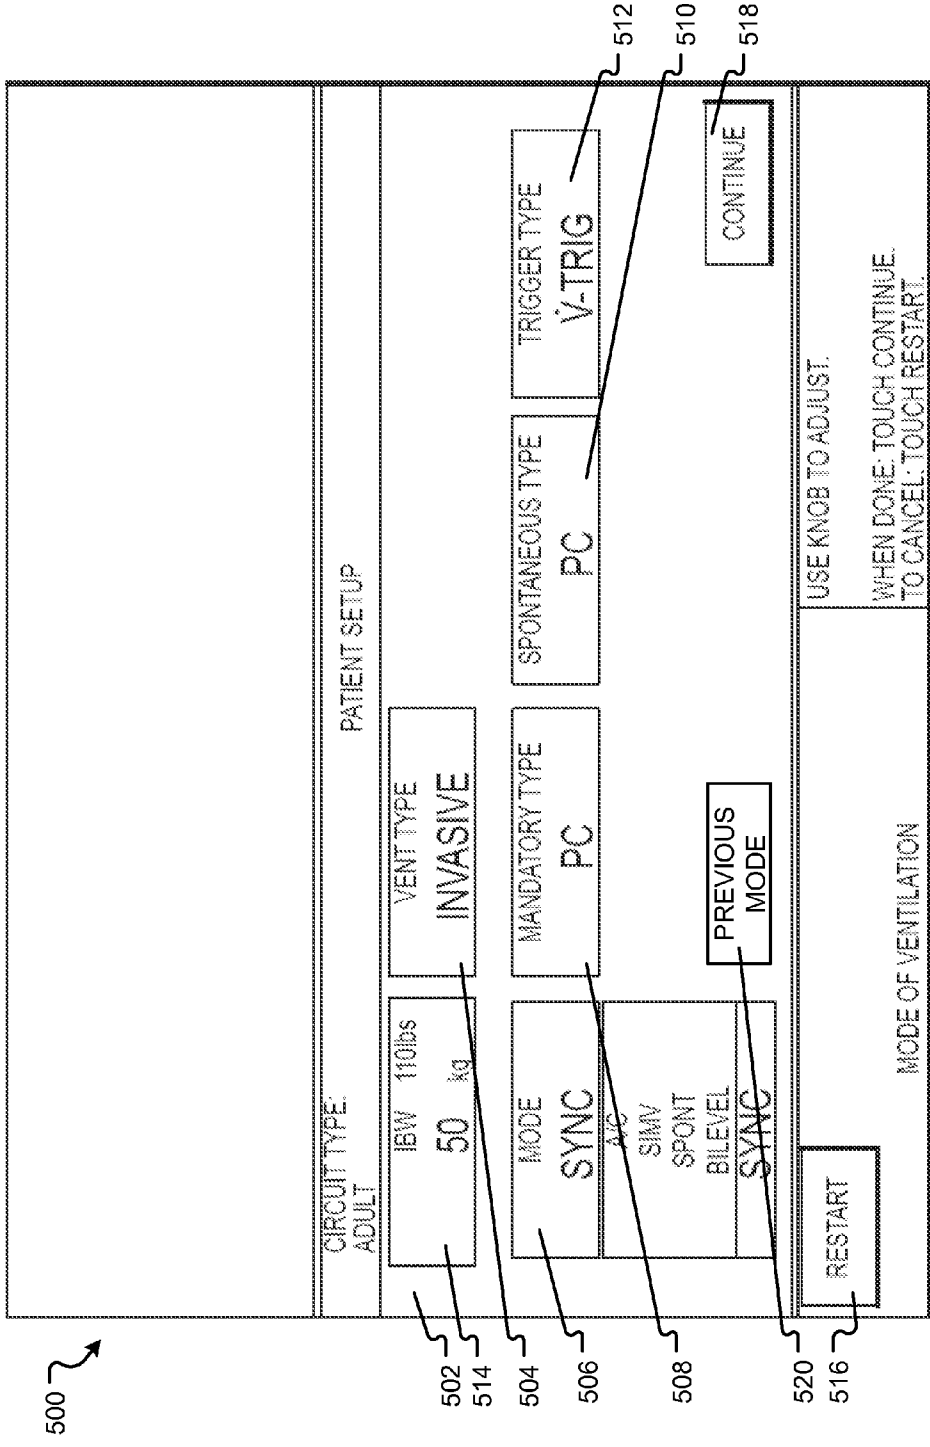 500
CIRCUIT TYPE:
ADULT
PATIENT SETUP
IBW 110lbs
50 kg
VENT TYPE
INVASIVE
MODE
SYNC
A/C
SIMV
SPONT
BILEVEL
SYNC
MANDATORY TYPE
PC
SPONTANEOUS TYPE
PC
TRIGGER TYPE
V̇-TRIG
PREVIOUS
MODE
CONTINUE
RESTART
MODE OF VENTILATION
USE KNOB TO ADJUST.
WHEN DONE: TOUCH CONTINUE.
TO CANCEL: TOUCH RESTART.
502
514
504
506
508
520
516
512
510
518